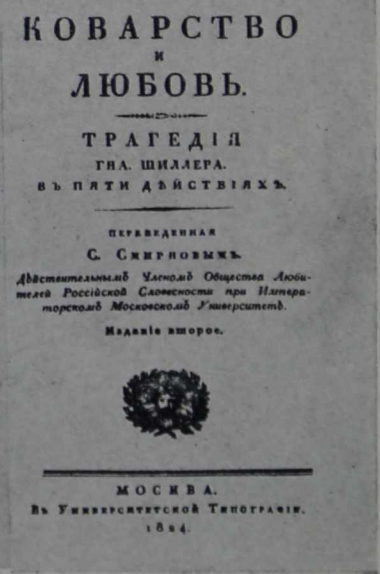 КОВАРСТВО
И
ЛЮБОВЬ.
ТРАГЕДІЯ
ГНА. ШИЛЛЕРА.
ВЪ ПЯТИ ДѢЙСТВІЯХЪ,
ПЕРЕВЕДЕННАЯ
С. СМИРНОВЫМЪ,
Дѣйствительнымъ Членомъ Общества Люби-
телей Россійской Словесности при Импера-
торскомъ Московскомъ Университетѣ.
Изданіе второе.
МОСКВА.
Въ Университетской Типографіи.
1824.